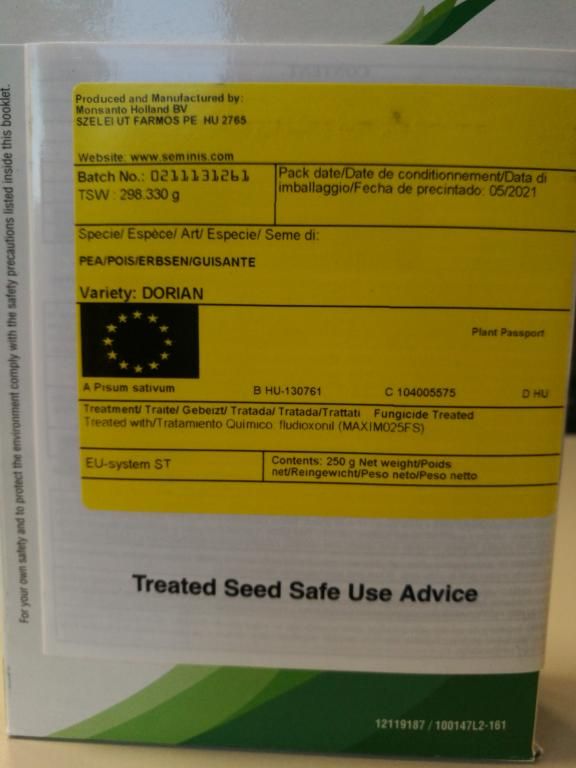 Produced and Manufactured by:
Monsanto Holland BV
SZELEI UT FARMOS PE HU 2765
Website: www.seminis.com
Batch No.: 0211131261
TSW : 298.330 g
Pack date/Date de conditionnement/Data di
imballaggio/Fecha de precintado: 05/2021
Specie/ Espèce/ Art/ Especie/ Seme di:
PEA/POIS/ERBSEN/GUISANTE
Variety: DORIAN
Plant Passport
A Pisum sativum
B HU-130761
C 104005575
D HU
Treatment/ Traite/ Gebeizt/ Tratada/ Tratada/Trattati Fungicide Treated
Treated with/Tratamiento Quimico: fludioxonil (MAXIM025FS)
EU-system ST
Contents: 250 g Net weight/Poids
net/Reingewicht/Peso neto/Peso netto
Treated Seed Safe Use Advice
12119187 / 100147L2-161
For your own safety and to protect the environment comply with the safety precautions listed inside this booklet.